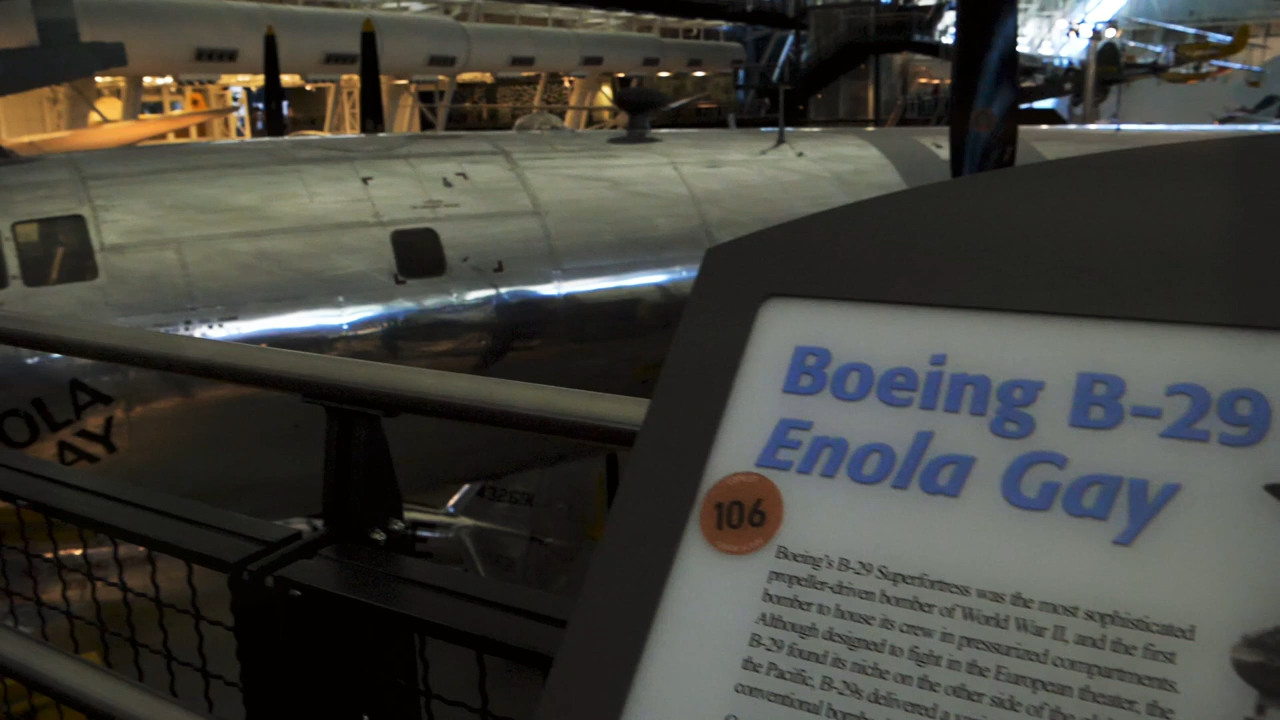 OLA
AY
Boeing B-29
Enola Gay
106
Boeing's B-29 Superfortress was the most sophisticated
propeller-driven bomber of World War II, and the first
bomber to house its crew in pressurized compartments.
Although designed to fight in the European theater, the
B-29 found its niche on the other side of the
the Pacific, B-29s delivered a
conventional